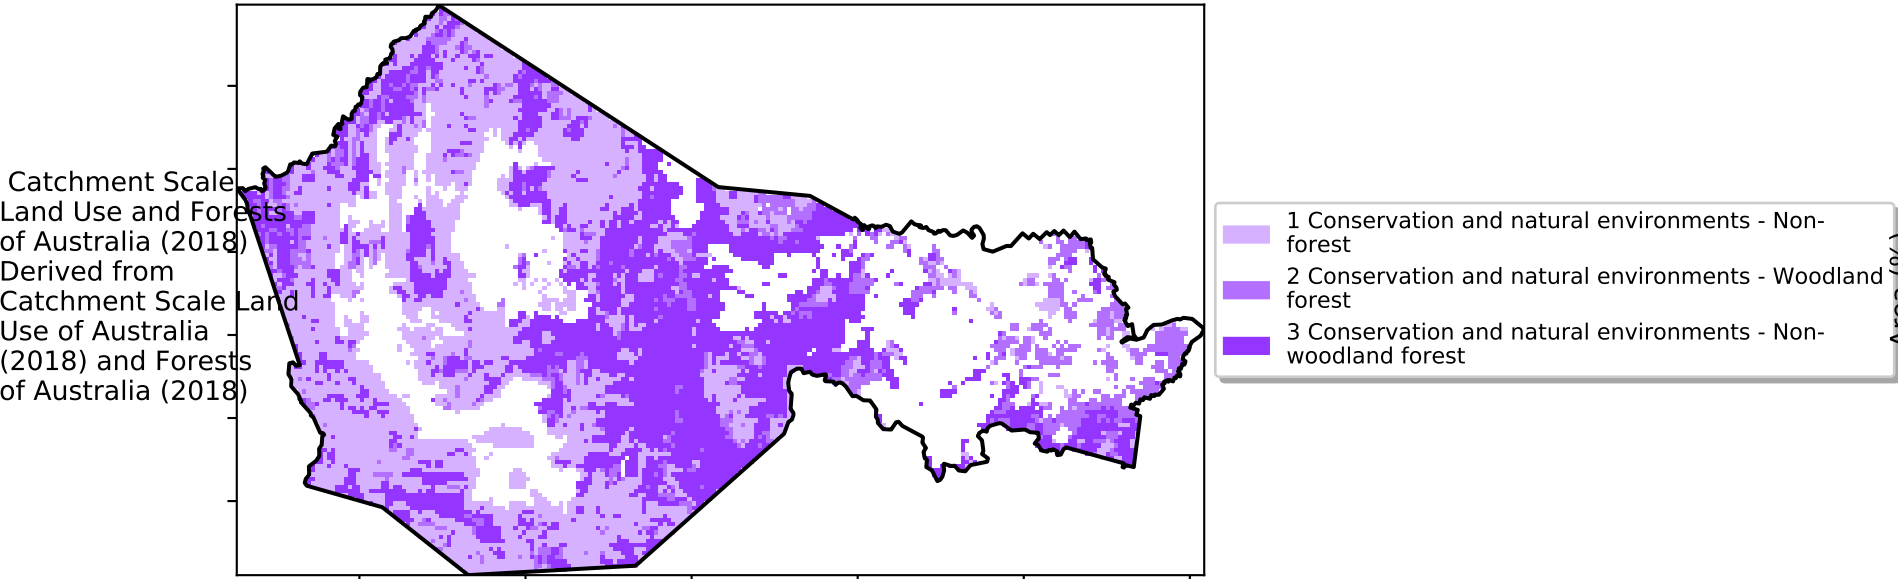 Catchment Scale
Land Use and Forests
of Australia (2018)
Derived from
Catchment Scale Land
Use of Australia
(2018) and Forests
of Australia (2018)
1 Conservation and natural environments - Non-
forest
2 Conservation and natural environments - Woodland
forest
3 Conservation and natural environments - Non-
woodland forest